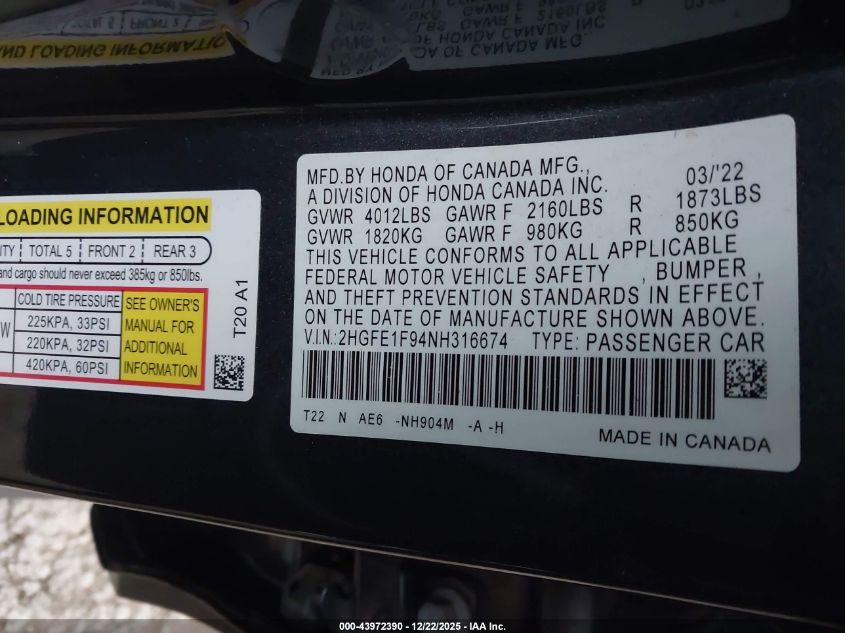 LOADING INFORMATION
TOTAL 5 FRONT 2 REAR 3
and cargo should never exceed 385kg or 850lbs.
COLD TIRE PRESSURE
225KPA, 33PSI
220KPA, 32PSI
420KPA, 60PSI
SEE OWNER'S
MANUAL FOR
ADDITIONAL
INFORMATION
T20 A1
MFD.BY HONDA OF CANADA MFG., 03/'22
A DIVISION OF HONDA CANADA INC.
GVWR 4012LBS GAWR F 2160LBS R 1873LBS
GVWR 1820KG GAWR F 980KG R 850KG
THIS VEHICLE CONFORMS TO ALL APPLICABLE
FEDERAL MOTOR VEHICLE SAFETY , BUMPER ,
AND THEFT PREVENTION STANDARDS IN EFFECT
ON THE DATE OF MANUFACTURE SHOWN ABOVE.
V.I.N.:2HGFE1F94NH316674 TYPE: PASSENGER CAR
T22 N AE6 -NH904M -A -H
MADE IN CANADA
000-43972390 - 12/22/2025 - IAA Inc.